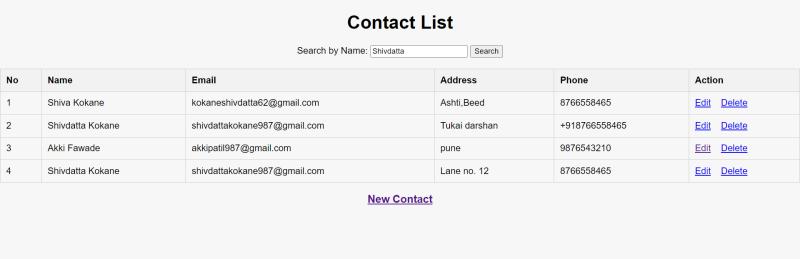 Contact List
Search by Name: Shivdatta Search
No Name Email Address Phone Action
1 Shiva Kokane kokaneshivdatta62@gmail.com Ashti,Beed 8766558465 Edit Delete
2 Shivdatta Kokane shivdattakokane987@gmail.com Tukai darshan +918766558465 Edit Delete
3 Akki Fawade akkipatil987@gmail.com pune 9876543210 Edit Delete
4 Shivdatta Kokane shivdattakokane987@gmail.com Lane no. 12 8766558465 Edit Delete
New Contact